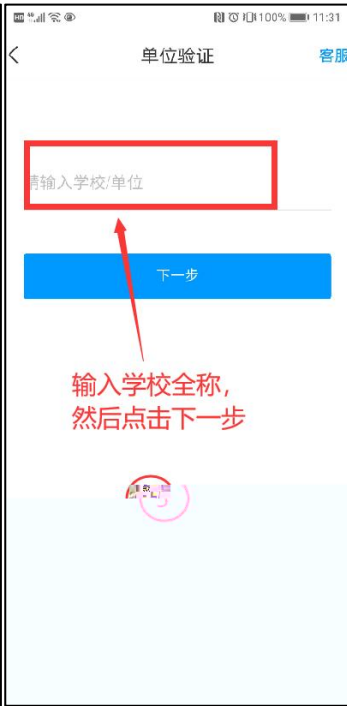 100% 11:31
单位验证
客服
请输入学校/单位
下一步
输入学校全称，
然后点击下一步